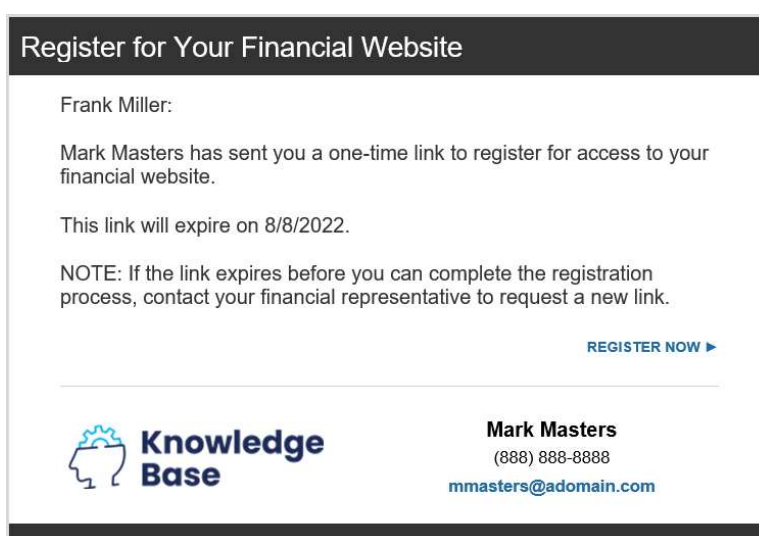 Register for Your Financial Website
Frank Miller:
Mark Masters has sent you a one-time link to register for access to your
financial website.
This link will expire on 8/8/2022.
NOTE: If the link expires before you can complete the registration
process, contact your financial representative to request a new link.
REGISTER NOW ►
Knowledge
Base
Mark Masters
(888) 888-8888
mmasters@adomain.com